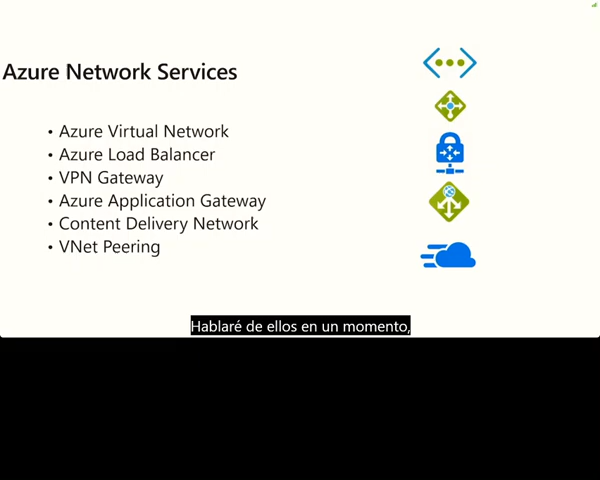 Azure Network Services
• Azure Virtual Network
• Azure Load Balancer
• VPN Gateway
• Azure Application Gateway
• Content Delivery Network
• VNet Peering
Hablaré de ellos en un momento,